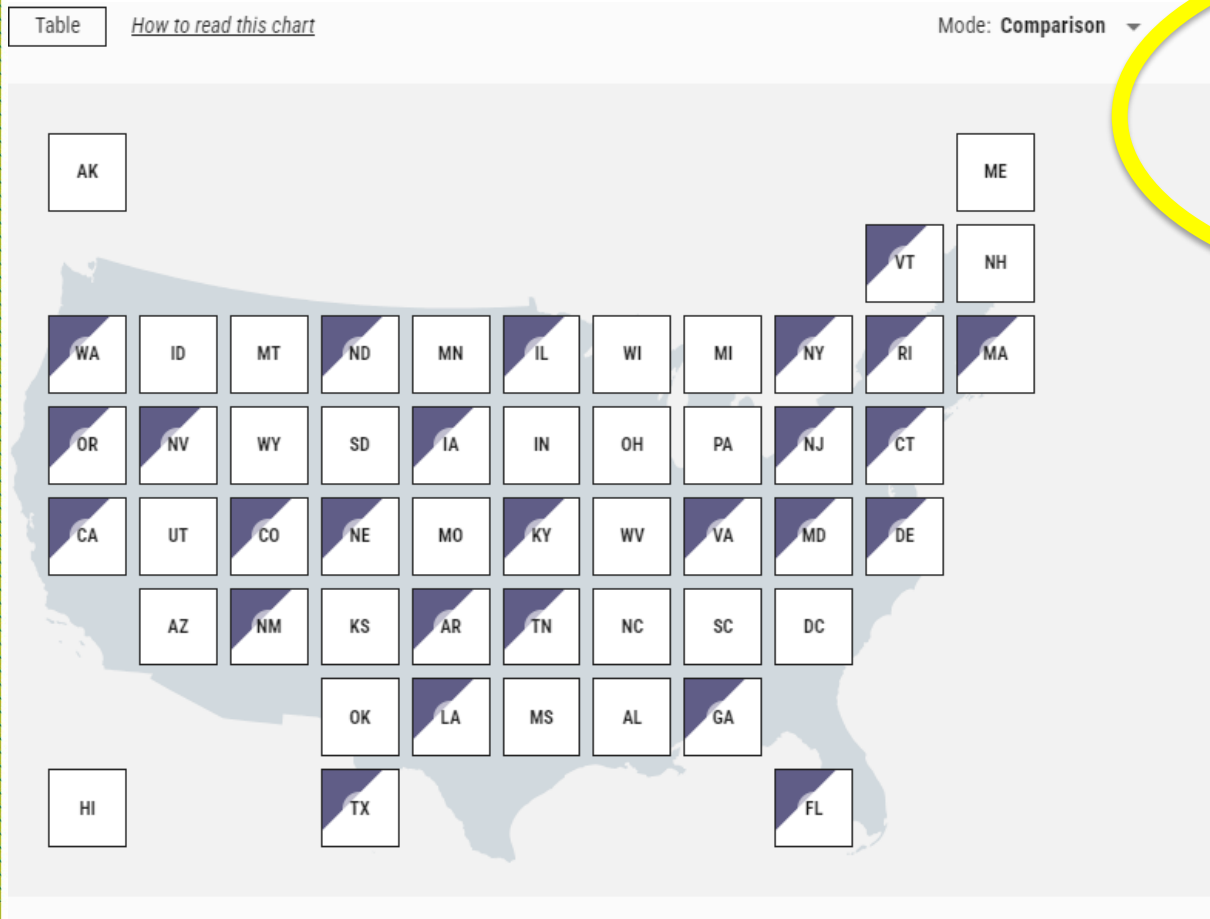 Table How to read this chart Mode: Comparison
AK ME
VT NH
WA ID MT ND MN IL WI MI NY RI MA
OR NV WY SD IA IN OH PA NJ CT
CA UT CO NE MO KY WV VA MD DE
AZ NM KS AR TN NC SC DC
OK LA MS AL GA
HI TX FL